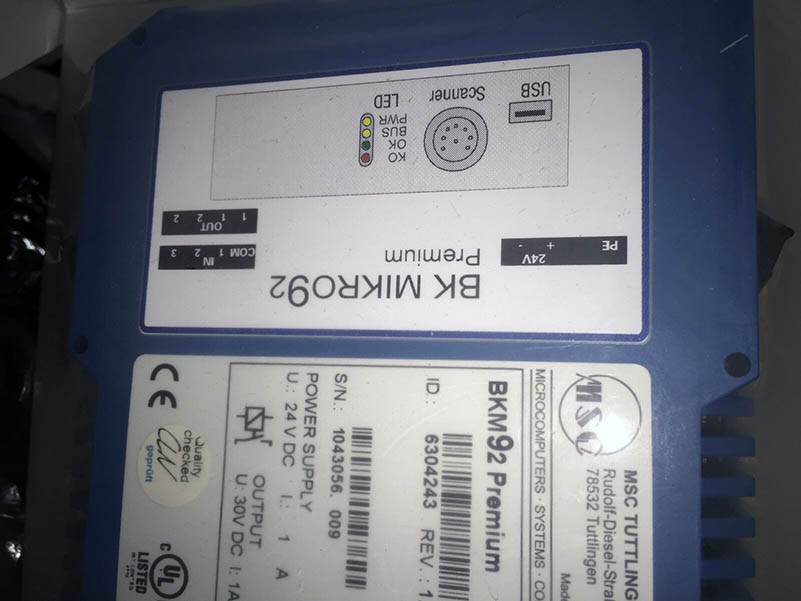 BK MIKRO92
Premium
24V
+ -
PE
COM 1 2 3
IN
1 1 2 2
OUT
USB
Scanner
LED
PWR
BUS
OK
KO
MSC TUTTLING
Rudolf-Diesel-Stra
78532 Tuttlingen
Made
MSC
MICROCOMPUTERS · SYSTEMS · CO
BKM92 Premium
ID.: 6304243 REV.: 1
S/N.: 1043056. 009
POWER SUPPLY
U.: 24 V DC I.: 1 A
OUTPUT
U: 30V DC I: 1A
CE
Quality
checked
geprüft
c UL
LISTED